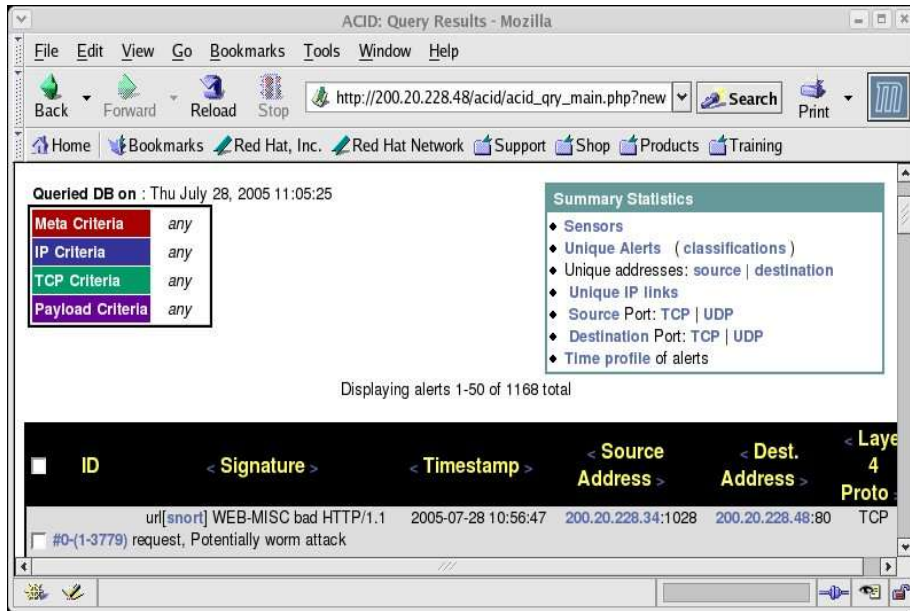 ACID: Query Results - Mozilla
File Edit View Go Bookmarks Tools Window Help
Back Forward Reload Stop http://200.20.228.48/acid/acid_qry_main.php?new Search Print
Home Bookmarks Red Hat, Inc. Red Hat Network Support Shop Products Training
Queried DB on : Thu July 28, 2005 11:05:25
Meta Criteria any
IP Criteria any
TCP Criteria any
Payload Criteria any
Summary Statistics
Sensors
Unique Alerts ( classifications )
Unique addresses: source | destination
Unique IP links
Source Port: TCP | UDP
Destination Port: TCP | UDP
Time profile of alerts
Displaying alerts 1-50 of 1168 total
ID < Signature > < Timestamp > < Source Address > < Dest. Address > < Laye 4 Proto >
url[snort] WEB-MISC bad HTTP/1.1 2005-07-28 10:56:47 200.20.228.34:1028 200.20.228.48:80 TCP
#0-(1-3779) request, Potentially worm attack